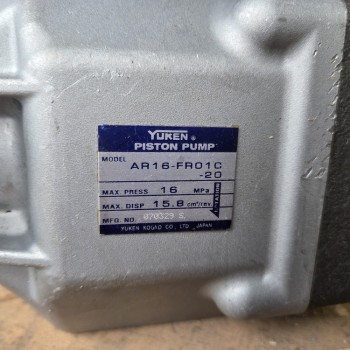 YUKEN ®
PISTON PUMP
MODEL
AR16-FR01C
-20
MAX. PRESS 16 MPa
MAX. DISP 15.8 cm³/rev
MFG. NO.
YUKEN KOGYO CO., LTD. JAPAN